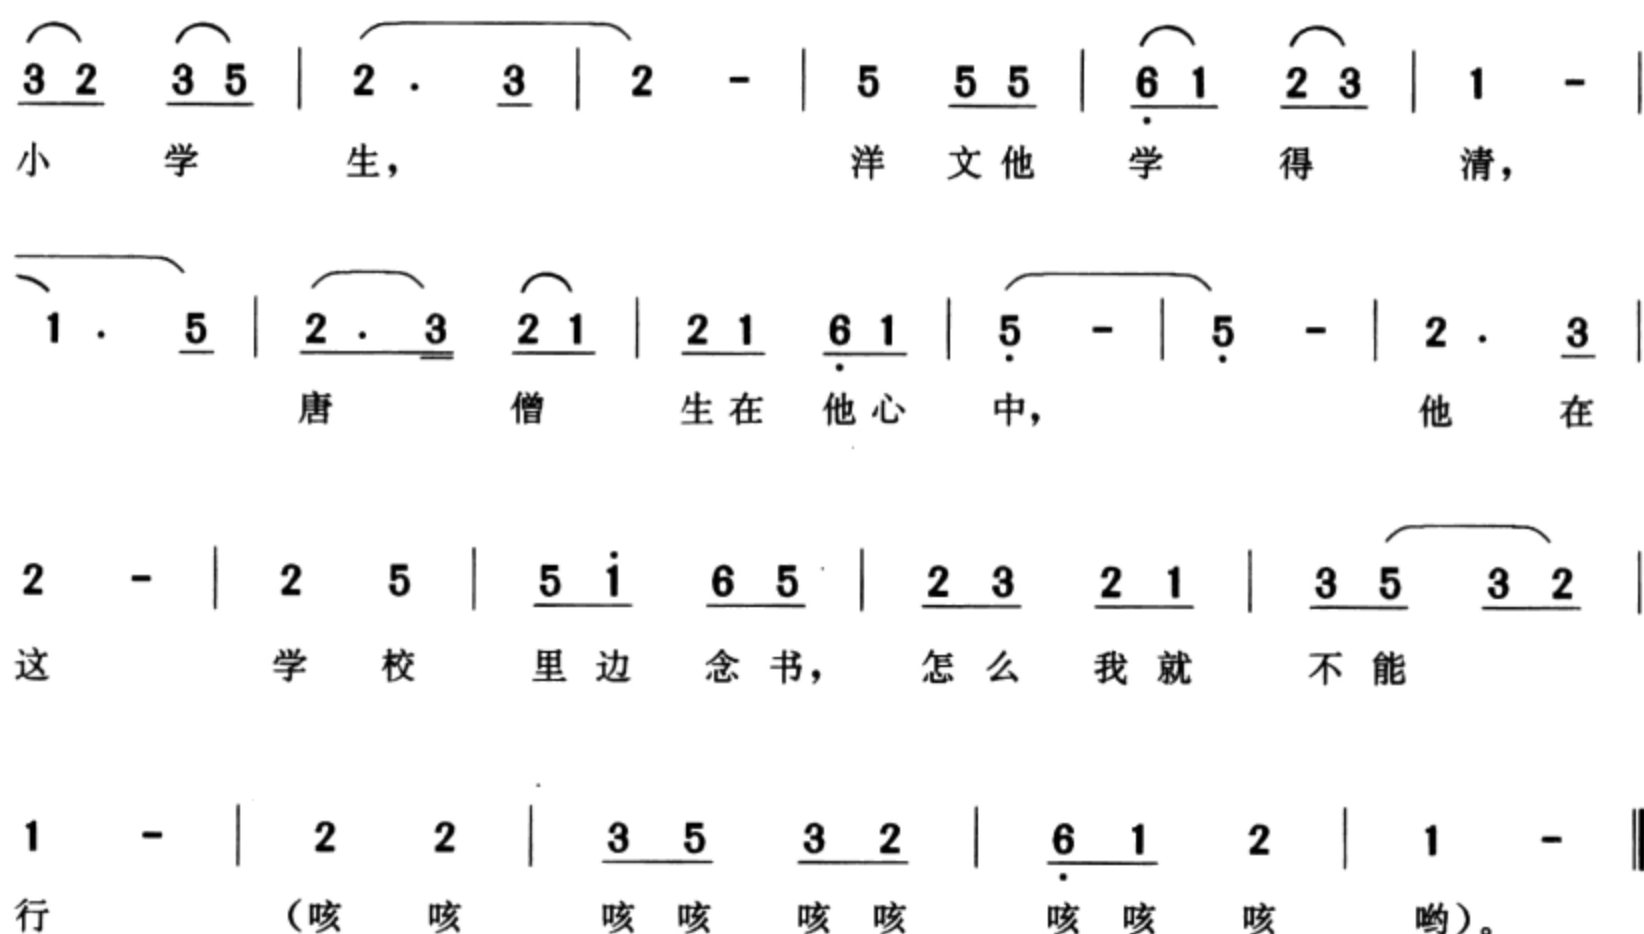 3 2 3 5 | 2 . 3 | 2 - | 5 5 5 | 6 1 2 3 | 1 - |
小 学 生， 洋 文 他 学 得 清，
1 . 5 | 2 . 3 2 1 | 2 1 6 1 | 5 - | 5 - | 2 . 3 |
唐 僧 生 在 他 心 中， 他 在
2 - | 2 5 | 5 1 6 5 | 2 3 2 1 | 3 5 3 2 |
这 学 校 里 边 念 书， 怎 么 我 就 不 能
1 - | 2 2 | 3 5 3 2 | 6 1 2 | 1 - ‖
行 （咳 咳 咳 咳 咳 咳 咳 咳 咳 哟）。